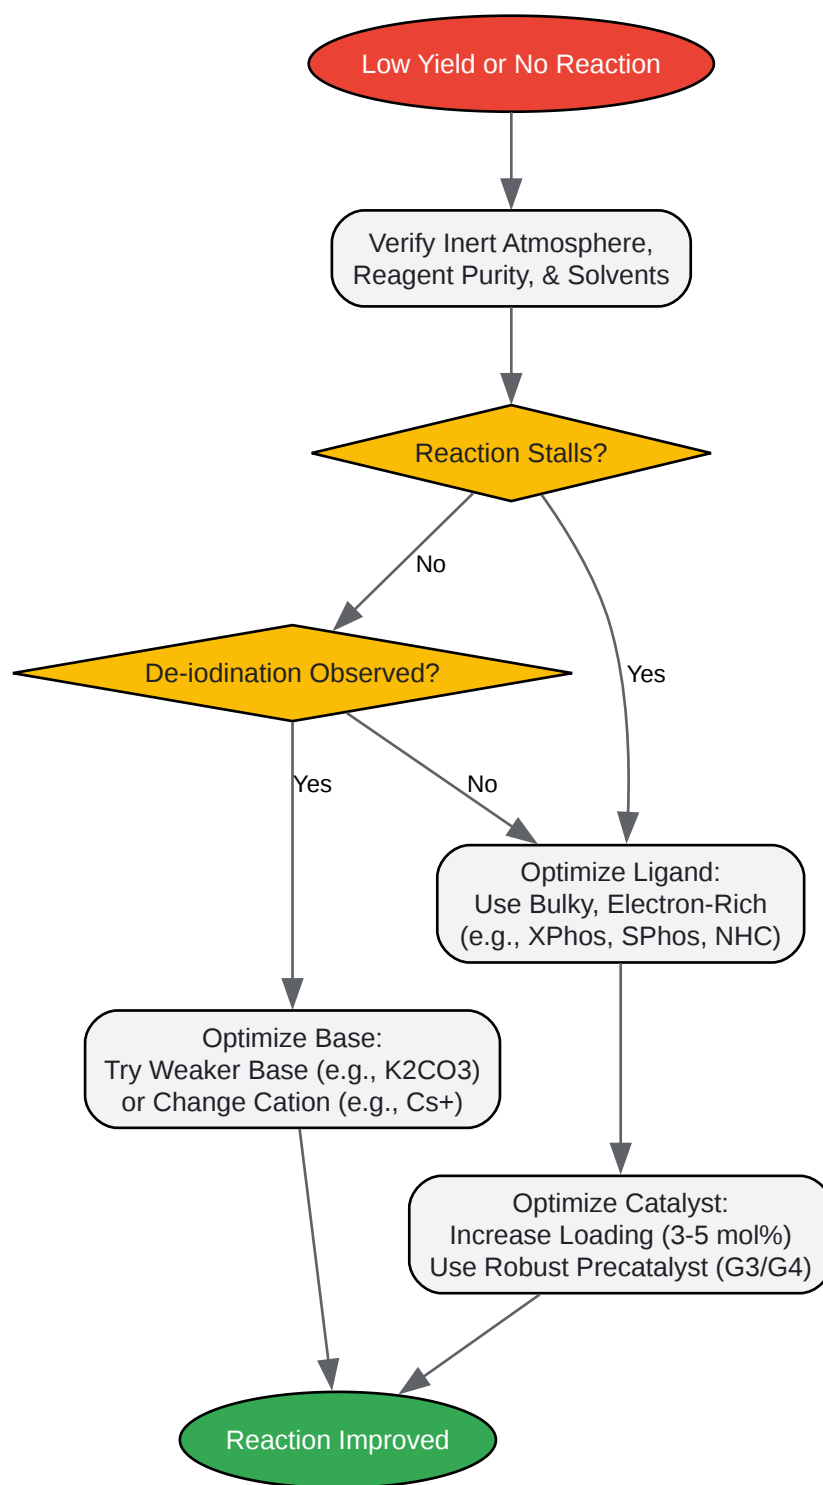 Low Yield or No Reaction
Verify Inert Atmosphere,
Reagent Purity, & Solvents
Reaction Stalls?
No
De-iodination Observed?
Yes
Yes
No
Optimize Ligand:
Use Bulky, Electron-Rich
(e.g., XPhos, SPhos, NHC)
Optimize Base:
Try Weaker Base (e.g., K2CO3)
or Change Cation (e.g., Cs+)
Optimize Catalyst:
Increase Loading (3-5 mol%)
Use Robust Precatalyst (G3/G4)
Reaction Improved